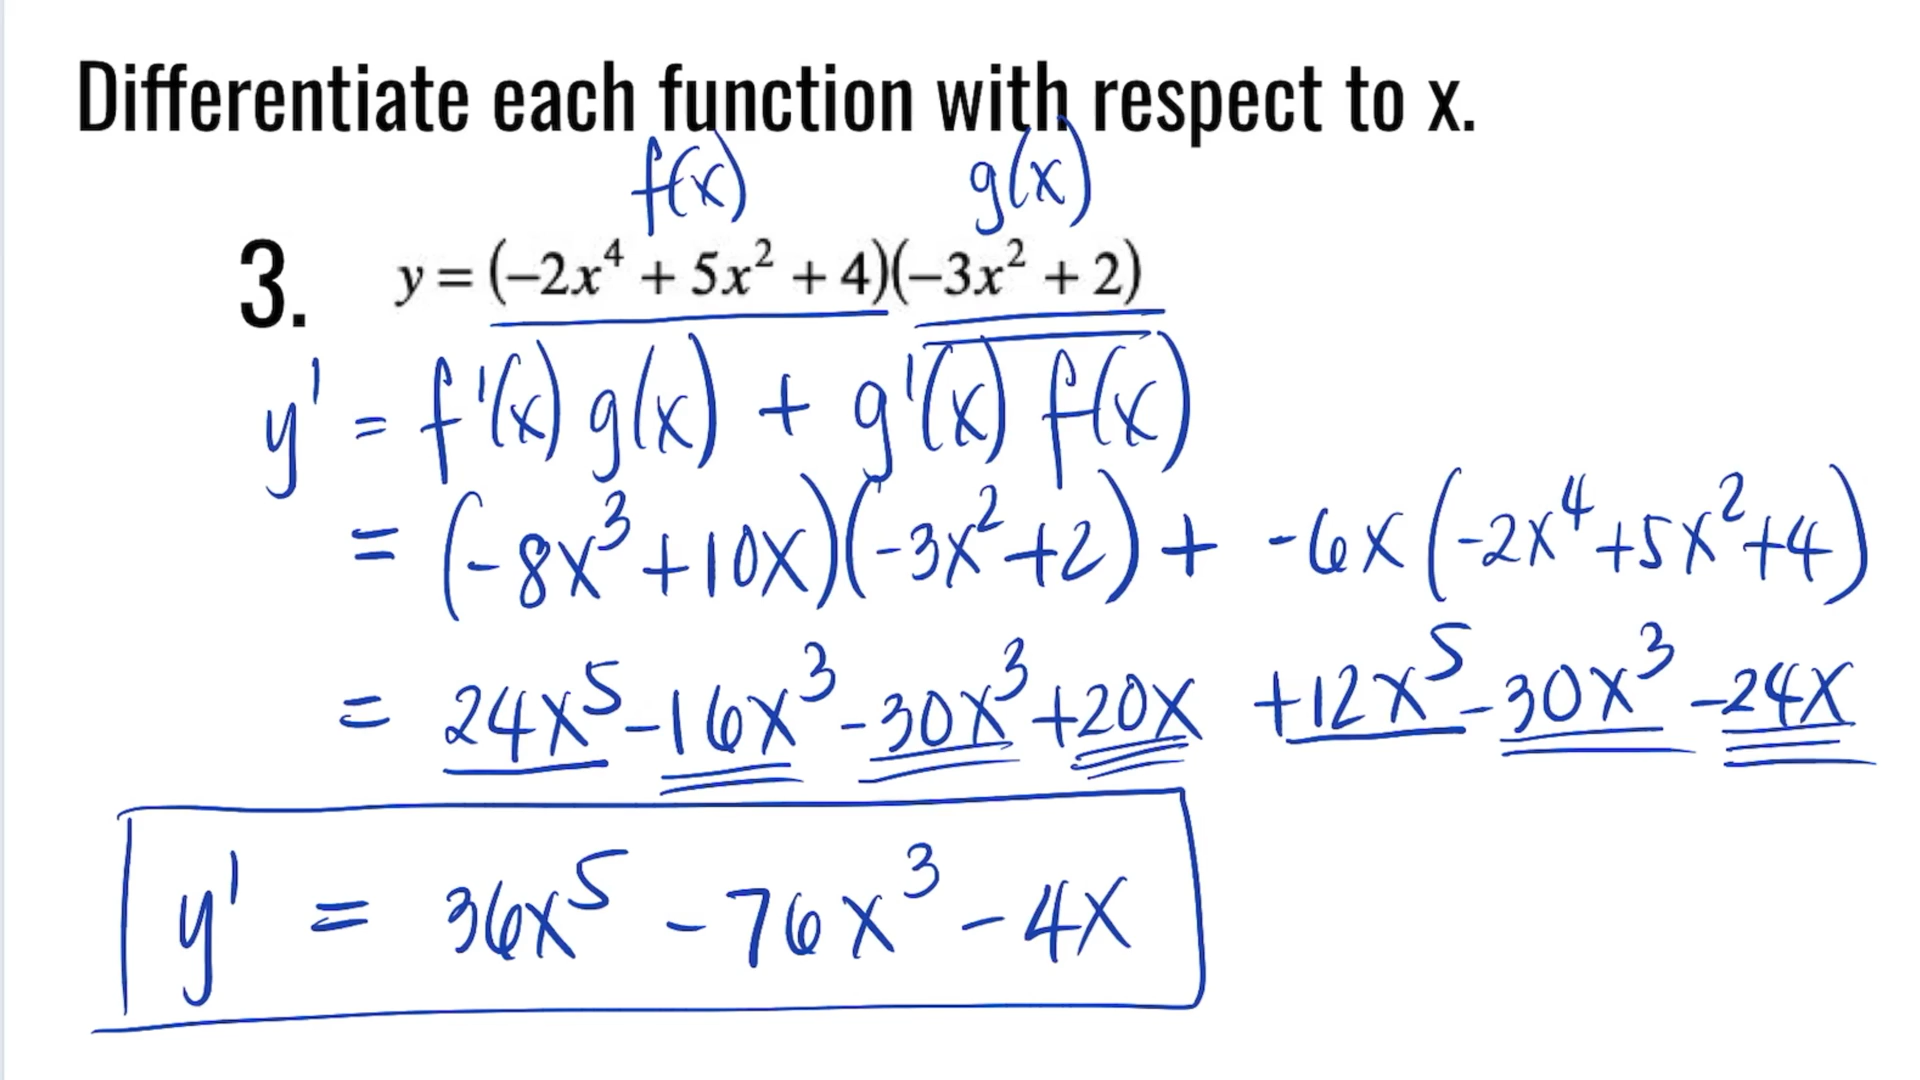 Differentiate each function with respect to x.
f(x) g(x)
3. y = (−2x⁴ + 5x² + 4)(−3x² + 2)
y' = f'(x) g(x) + g'(x) f(x)
= (-8x³+10x)(-3x²+2) + -6x(-2x⁴+5x²+4)
= 24x⁵-16x³-30x³+20x +12x⁵-30x³-24x
y' = 36x⁵ - 76x³ - 4x